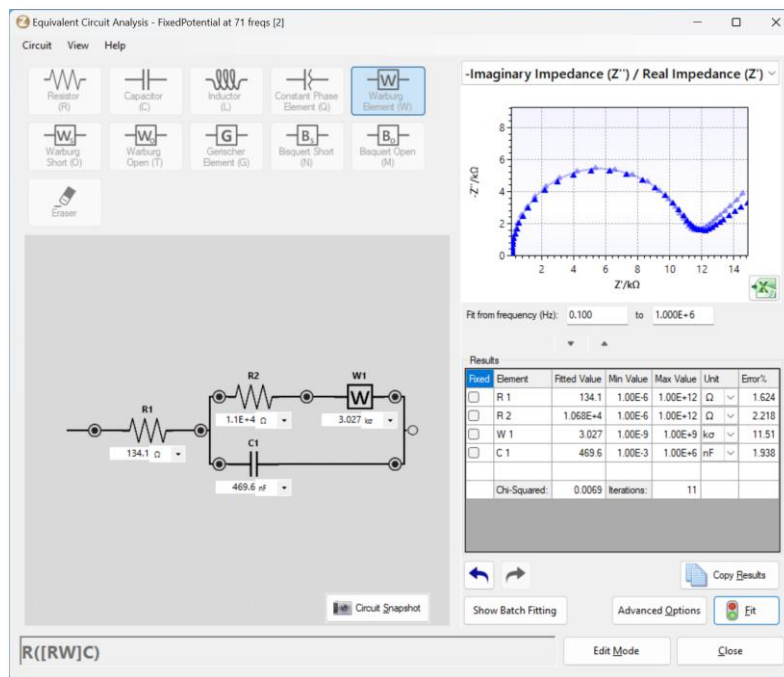 Equivalent Circuit Analysis - FixedPotential at 71 freqs [2]
Circuit View Help
Resistor (R)
Capacitor (C)
Inductor (L)
Constant Phase Element (Q)
W
Warburg Element (W)
Ws
Warburg Short (O)
Wo
Warburg Open (T)
G
Gerischer Element (G)
Bs
Bisquert Short (N)
Bo
Bisquert Open (M)
Eraser
R1
134.1 Ω
R2
1.1E+4 Ω
W1
W
3.027 kσ
C1
469.6 nF
Circuit Snapshot
-Imaginary Impedance (Z'') / Real Impedance (Z')
-Z''/kΩ
8
6
4
2
0
2 4 6 8 10 12 14
Z'/kΩ
Fit from frequency (Hz): 0.100 to 1.000E+6
Results
Fixed Element Fitted Value Min Value Max Value Unit Error%
R 1 134.1 1.00E-6 1.00E+12 Ω 1.624
R 2 1.068E+4 1.00E-6 1.00E+12 Ω 2.218
W 1 3.027 1.00E-9 1.00E+9 kσ 11.51
C 1 469.6 1.00E-3 1.00E+6 nF 1.938
Chi-Squared: 0.0069 Iterations: 11
Copy Results
Show Batch Fitting Advanced Options Fit
R([RW]C) Edit Mode Close